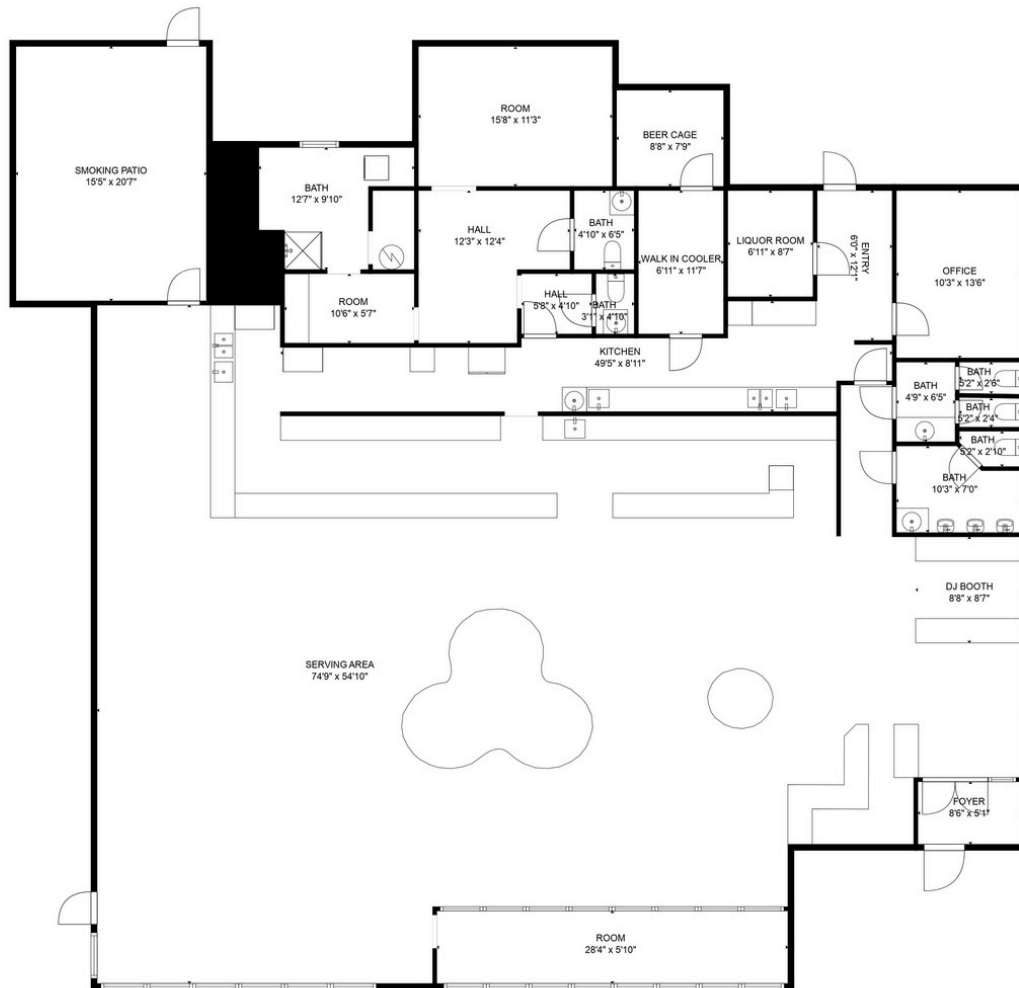 ROOM
15'8" x 11'3"
BEER CAGE
8'8" x 7'9"
SMOKING PATIO
15'5" x 20'7"
BATH
12'7" x 9'10"
HALL
12'3" x 12'4"
BATH
4'10" x 6'5"
WALK IN COOLER
6'11" x 11'7"
LIQUOR ROOM
6'11" x 8'7"
ENTRY
6'0" x 12'1"
OFFICE
10'3" x 13'6"
ROOM
10'6" x 5'7"
HALL
5'8" x 4'10"
BATH
3'1" x 4'10"
KITCHEN
49'5" x 8'11"
BATH
4'9" x 6'5"
BATH
5'2" x 2'6"
BATH
5'2" x 2'4"
BATH
5'2" x 2'10"
BATH
10'3" x 7'0"
DJ BOOTH
8'8" x 8'7"
SERVING AREA
74'9" x 54'10"
FOYER
8'6" x 5'1"
ROOM
28'4" x 5'10"